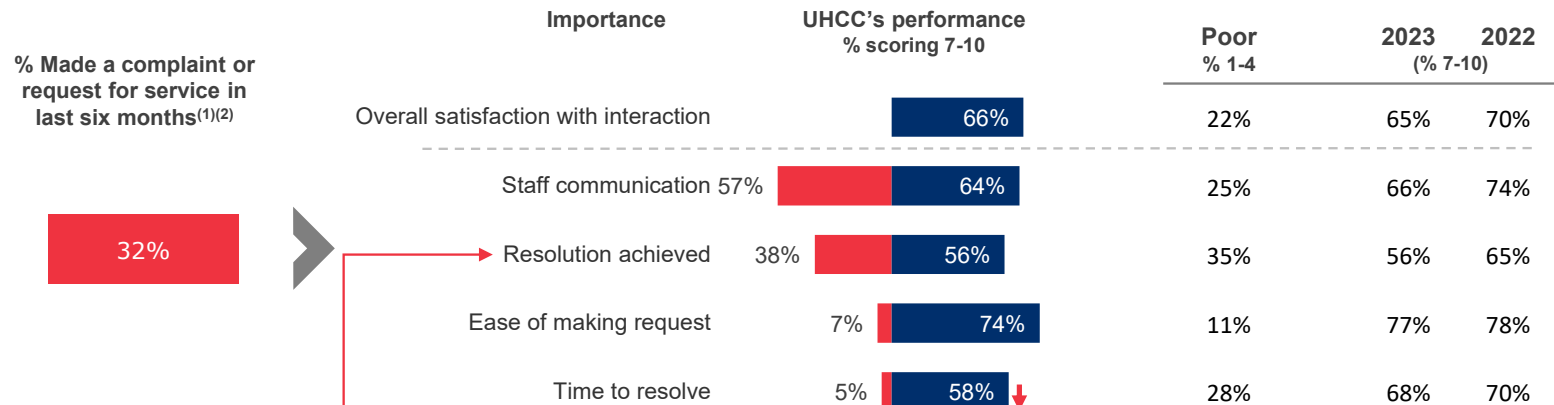 Importance
UHCC's performance
% scoring 7-10
Poor
% 1-4
2023 2022
(% 7-10)
% Made a complaint or
request for service in
last six months(1)(2)
32%
Overall satisfaction with interaction 66% 22% 65% 70%
Staff communication 57% 64% 25% 66% 74%
Resolution achieved 38% 56% 35% 56% 65%
Ease of making request 7% 74% 11% 77% 78%
Time to resolve 5% 58% 28% 68% 70%